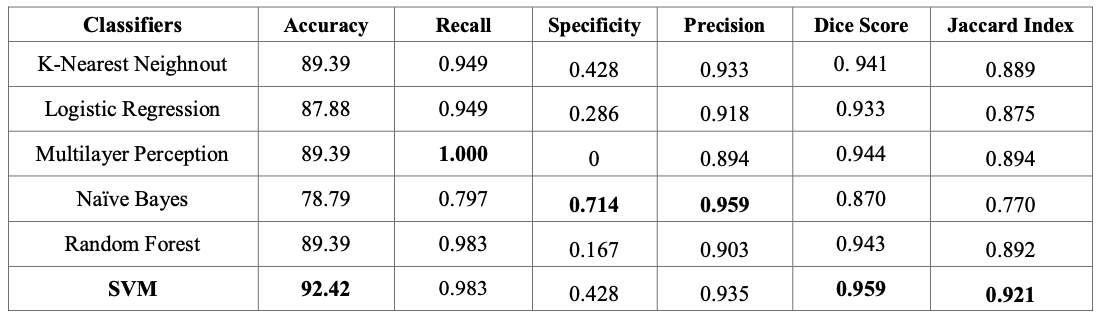 Classifiers Accuracy Recall Specificity Precision Dice Score Jaccard Index
K-Nearest Neighnout 89.39 0.949 0.428 0.933 0. 941 0.889
Logistic Regression 87.88 0.949 0.286 0.918 0.933 0.875
Multilayer Perception 89.39 1.000 0 0.894 0.944 0.894
Naïve Bayes 78.79 0.797 0.714 0.959 0.870 0.770
Random Forest 89.39 0.983 0.167 0.903 0.943 0.892
SVM 92.42 0.983 0.428 0.935 0.959 0.921